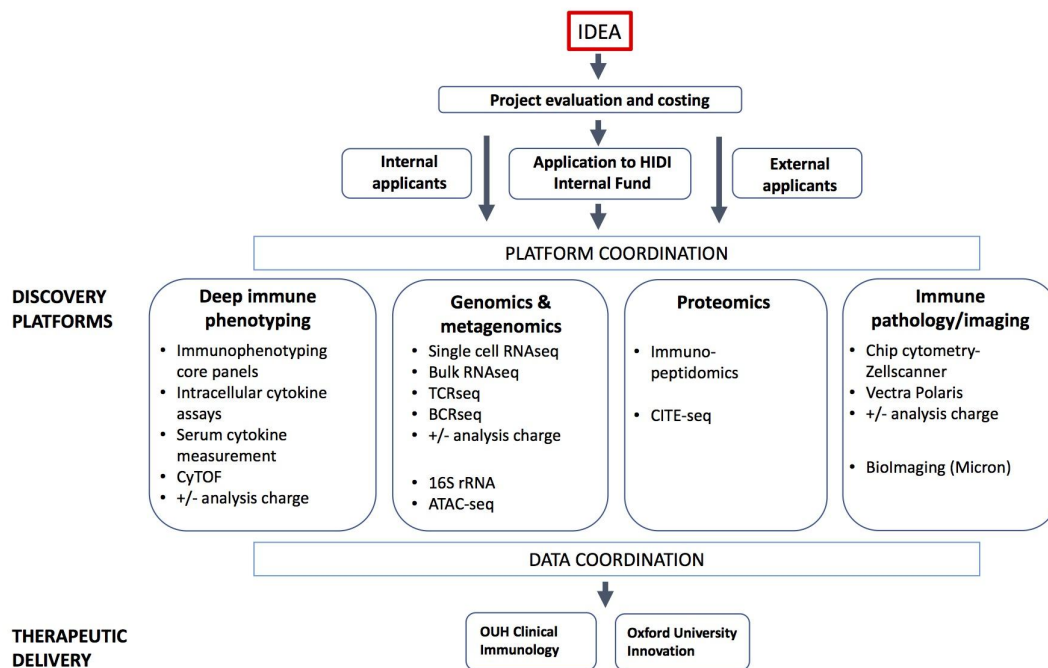 IDEA
Project evaluation and costing
Internal
applicants
Application to HIDI
Internal Fund
External
applicants
PLATFORM COORDINATION
DISCOVERY
PLATFORMS
Deep immune
phenotyping
• Immunophenotyping
core panels
• Intracellular cytokine
assays
• Serum cytokine
measurement
• CyTOF
• +/- analysis charge
Genomics &
metagenomics
• Single cell RNAseq
• Bulk RNAseq
• TCRseq
• BCRseq
• +/- analysis charge
• 16S rRNA
• ATAC-seq
Proteomics
• Immuno-
peptidomics
• CITE-seq
Immune
pathology/imaging
• Chip cytometry-
Zellscanner
• Vectra Polaris
• +/- analysis charge
• BioImaging (Micron)
DATA COORDINATION
THERAPEUTIC
DELIVERY
OUH Clinical
Immunology
Oxford University
Innovation